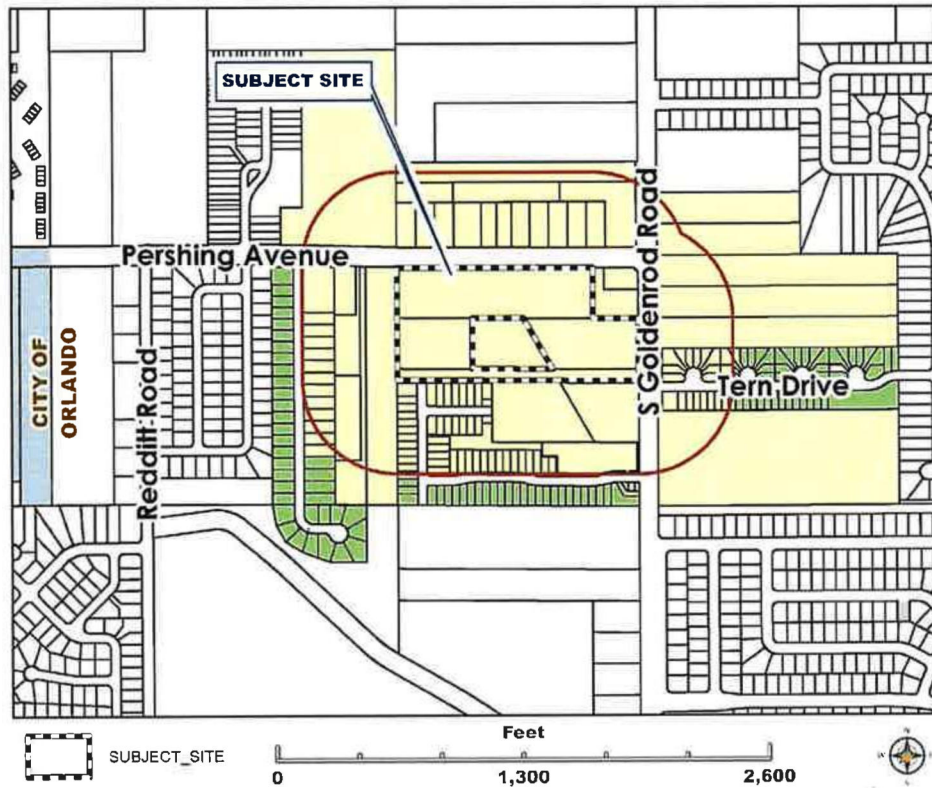 SUBJECT SITE
Pershing Avenue
S Goldenrod Road
CITY OF
ORLANDO
Redditt Road
Tern Drive
SUBJECT_SITE
Feet
0 1,300 2,600
N
W